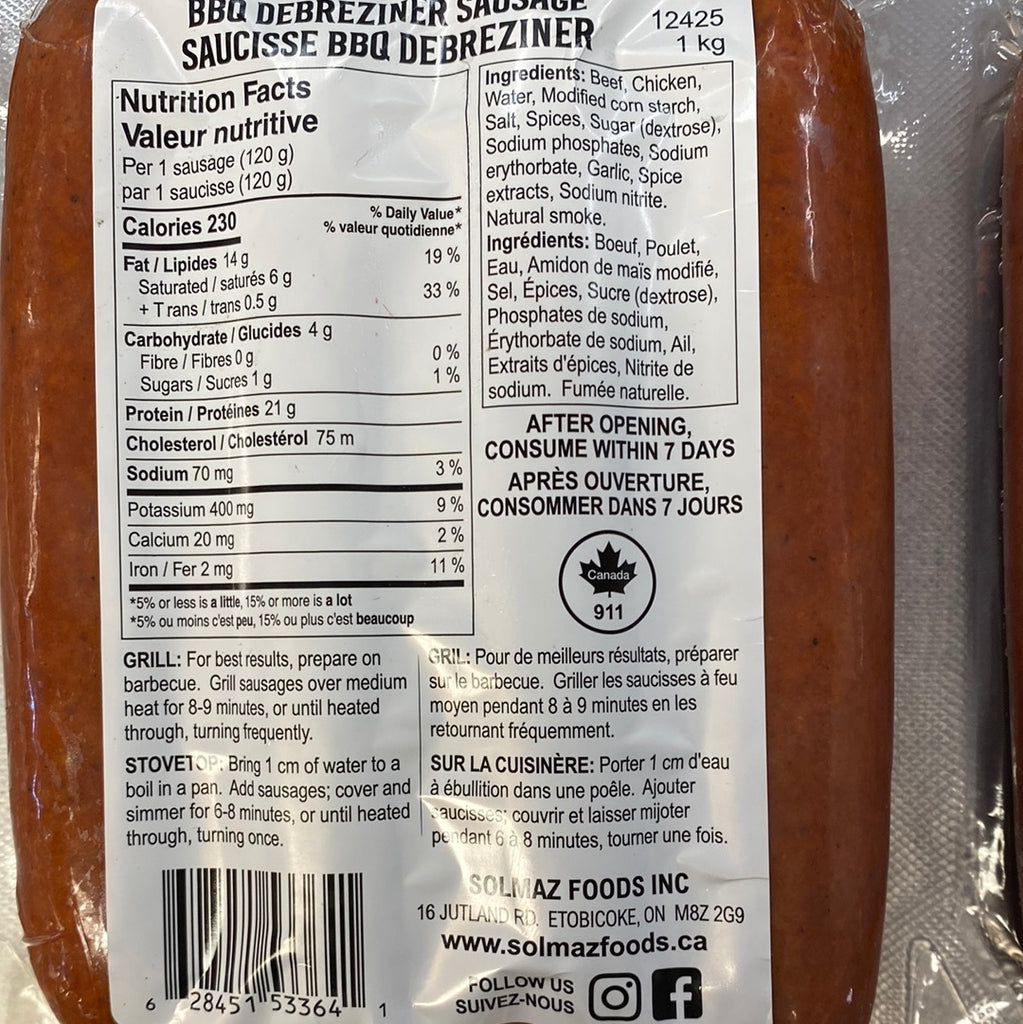 BBQ DEBREZINER SAUSAGE
SAUCISSE BBQ DEBREZINER
12425
1 kg
Nutrition Facts
Valeur nutritive
Per 1 sausage (120 g)
par 1 saucisse (120 g)
Calories 230
% Daily Value*
% valeur quotidienne*
Fat / Lipides 14 g 19 %
Saturated / saturés 6 g
+ Trans / trans 0.5 g 33 %
Carbohydrate / Glucides 4 g
Fibre / Fibres 0 g 0 %
Sugars / Sucres 1 g 1 %
Protein / Protéines 21 g
Cholesterol / Cholestérol 75 m
Sodium 70 mg 3 %
Potassium 400 mg 9 %
Calcium 20 mg 2 %
Iron / Fer 2 mg 11 %
*5% or less is a little, 15% or more is a lot
*5% ou moins c'est peu, 15% ou plus c'est beaucoup
Ingredients: Beef, Chicken,
Water, Modified corn starch,
Salt, Spices, Sugar (dextrose),
Sodium phosphates, Sodium
erythorbate, Garlic, Spice
extracts, Sodium nitrite.
Natural smoke.
Ingrédients: Boeuf, Poulet,
Eau, Amidon de maïs modifié,
Sel, Épices, Sucre (dextrose),
Phosphates de sodium,
Érythorbate de sodium, Ail,
Extraits d'épices, Nitrite de
sodium. Fumée naturelle.
AFTER OPENING,
CONSUME WITHIN 7 DAYS
APRÈS OUVERTURE,
CONSOMMER DANS 7 JOURS
Canada
911
GRILL: For best results, prepare on
barbecue. Grill sausages over medium
heat for 8-9 minutes, or until heated
through, turning frequently.
STOVETOP: Bring 1 cm of water to a
boil in a pan. Add sausages; cover and
simmer for 6-8 minutes, or until heated
through, turning once.
GRIL: Pour de meilleurs résultats, préparer
sur le barbecue. Griller les saucisses à feu
moyen pendant 8 à 9 minutes en les
retournant fréquemment.
SUR LA CUISINÈRE: Porter 1 cm d'eau
à ébullition dans une poêle. Ajouter
saucisses; couvrir et laisser mijoter
pendant 6 à 8 minutes, tourner une fois.
6 28451 53364 1
SOLMAZ FOODS INC
16 JUTLAND RD. ETOBICOKE, ON M8Z 2G9
www.solmazfoods.ca
FOLLOW US
SUIVEZ-NOUS